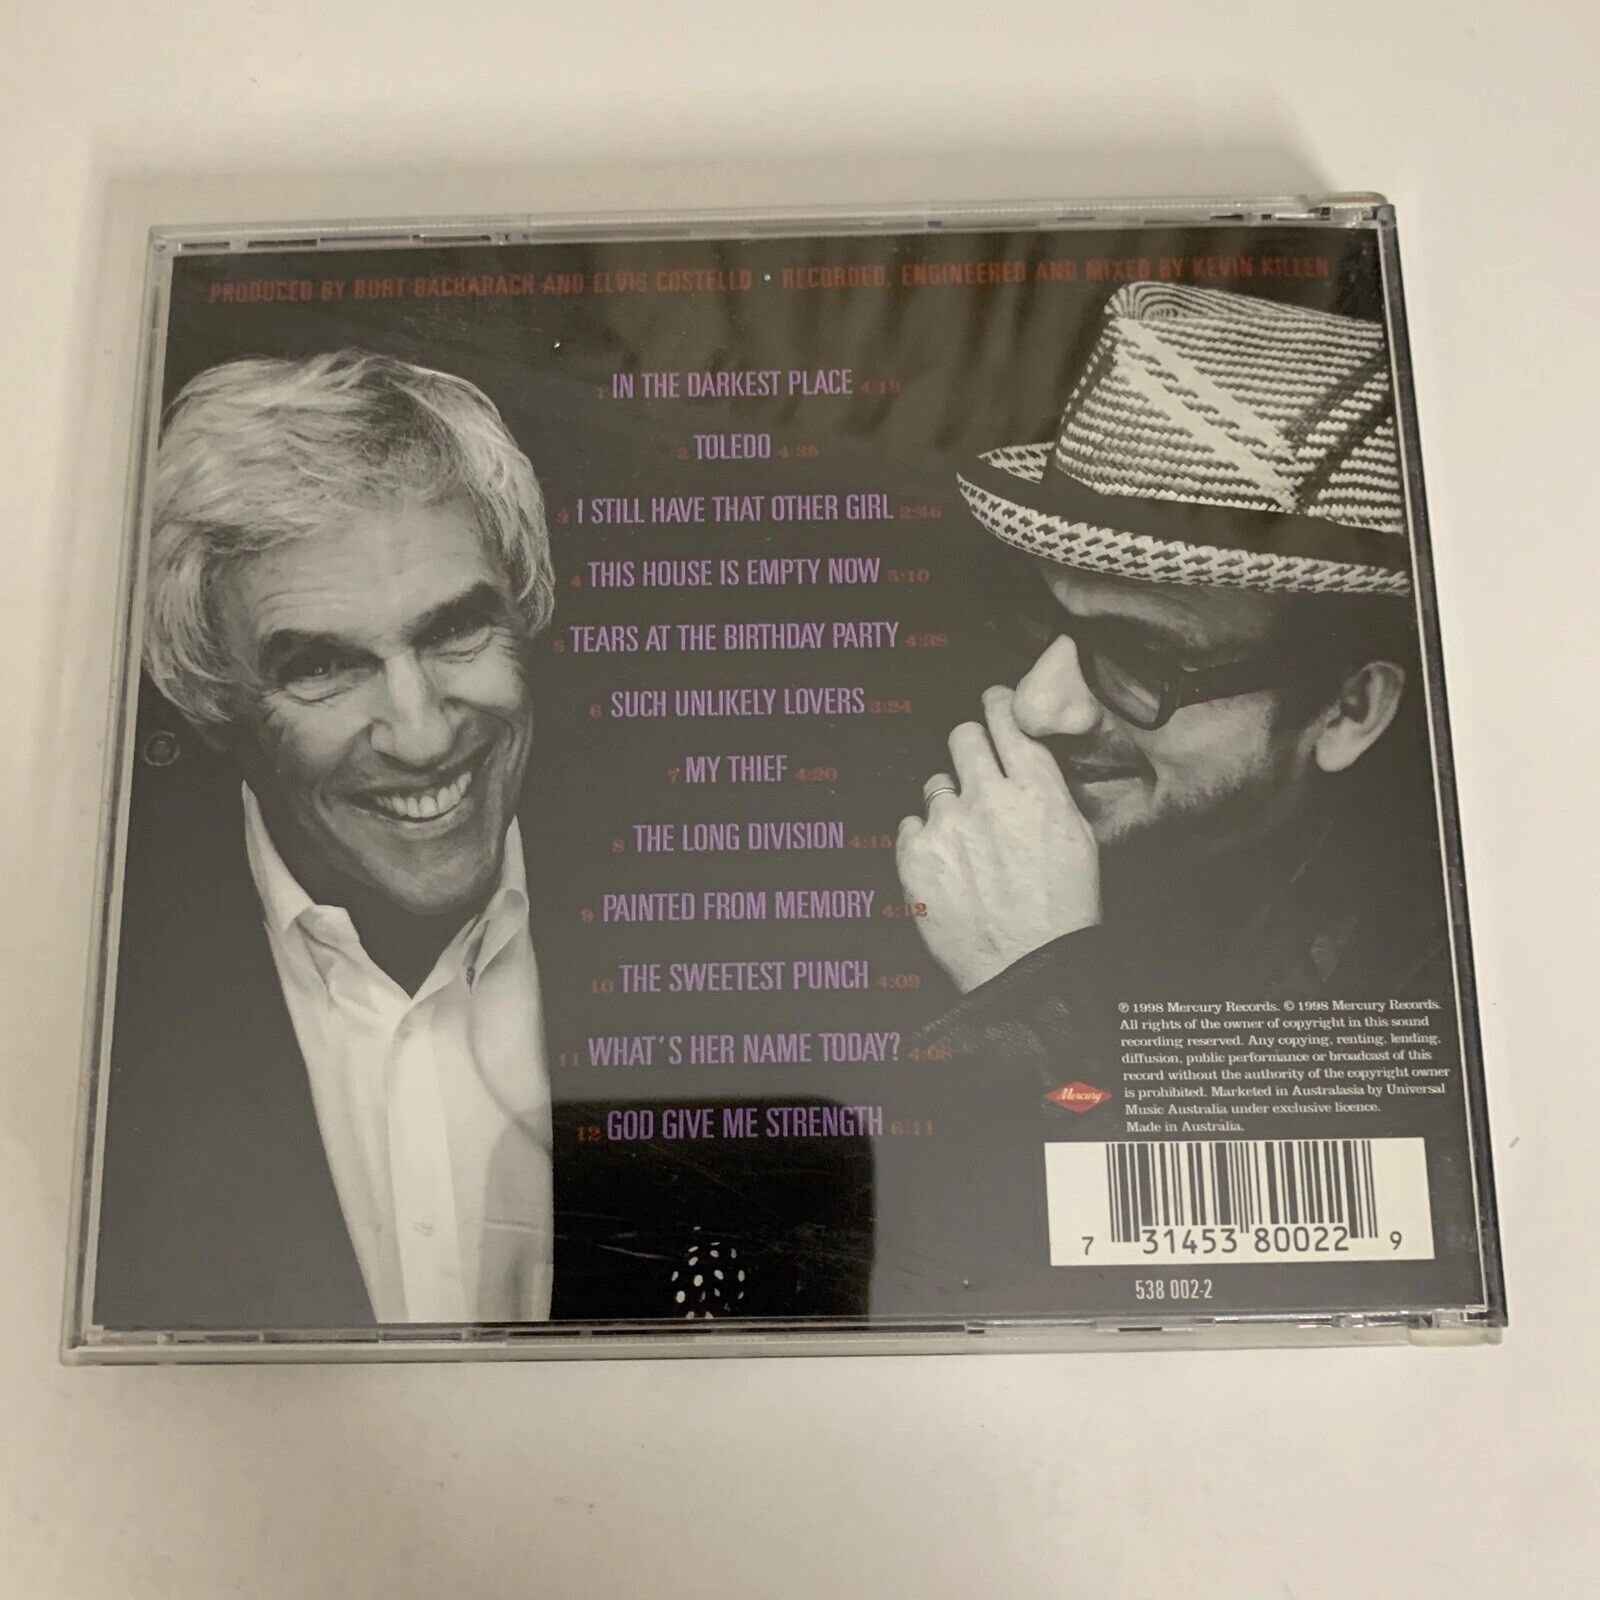 PRODUCED BY BURT BACHARACH AND ELVIS COSTELLO • RECORDED, ENGINEERED AND MIXED BY KEVIN KILLEN
1 IN THE DARKEST PLACE 4:19
2 TOLEDO 4:35
3 I STILL HAVE THAT OTHER GIRL 2:46
4 THIS HOUSE IS EMPTY NOW 5:10
5 TEARS AT THE BIRTHDAY PARTY 4:38
6 SUCH UNLIKELY LOVERS 3:24
7 MY THIEF 4:20
8 THE LONG DIVISION 4:15
9 PAINTED FROM MEMORY 4:12
10 THE SWEETEST PUNCH 4:09
11 WHAT'S HER NAME TODAY? 4:08
12 GOD GIVE ME STRENGTH 6:11
℗ 1998 Mercury Records. © 1998 Mercury Records.
All rights of the owner of copyright in this sound
recording reserved. Any copying, renting, lending,
diffusion, public performance or broadcast of this
record without the authority of the copyright owner
is prohibited. Marketed in Australasia by Universal
Music Australia under exclusive licence.
Made in Australia.
Mercury
7 31453 80022 9
538 002-2